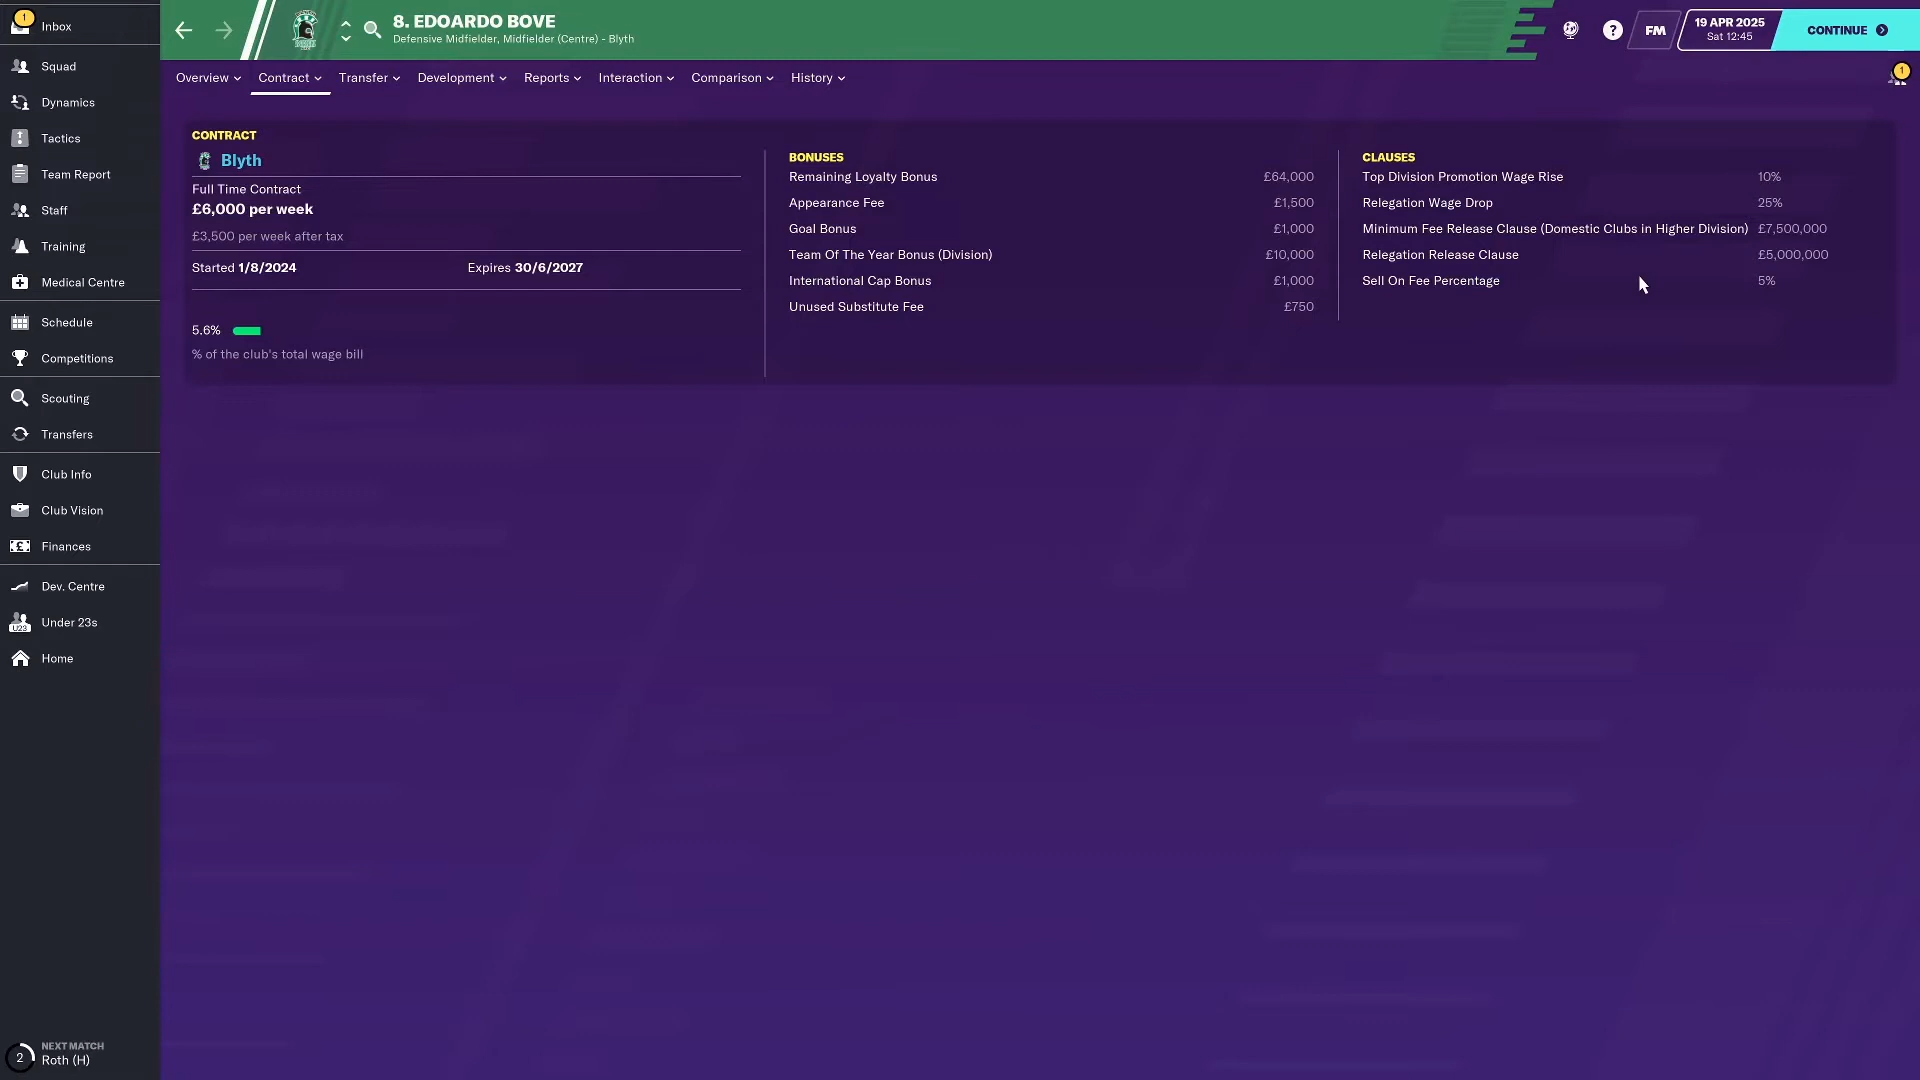 1
Inbox
Squad
Dynamics
Tactics
Team Report
Staff
Training
Medical Centre
Schedule
Competitions
Scouting
Transfers
Club Info
Club Vision
Finances
Dev. Centre
U23
Under 23s
Home
2
NEXT MATCH
Roth (H)
8. EDOARDO BOVE
Defensive Midfielder, Midfielder (Centre) - Blyth
?
FM
19 APR 2025
Sat 12:45
CONTINUE
Overview Contract Transfer Development Reports Interaction Comparison History
1
CONTRACT
Blyth
Full Time Contract
£6,000 per week
£3,500 per week after tax
Started 1/8/2024 Expires 30/6/2027
5.6%
% of the club's total wage bill
BONUSES
Remaining Loyalty Bonus £64,000
Appearance Fee £1,500
Goal Bonus £1,000
Team Of The Year Bonus (Division) £10,000
International Cap Bonus £1,000
Unused Substitute Fee £750
CLAUSES
Top Division Promotion Wage Rise 10%
Relegation Wage Drop 25%
Minimum Fee Release Clause (Domestic Clubs in Higher Division) £7,500,000
Relegation Release Clause £5,000,000
Sell On Fee Percentage 5%